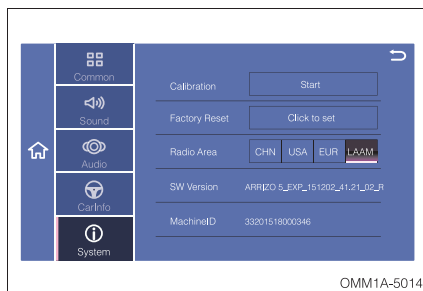 Common
Sound
Audio
CarInfo
System
Calibration Start
Factory Reset Click to set
Radio Area CHN USA EUR LAAM
SW Version ARRIZO 5_EXP_151202_41.21_02_R
MachineID 33201518000346
OMM1A-5014